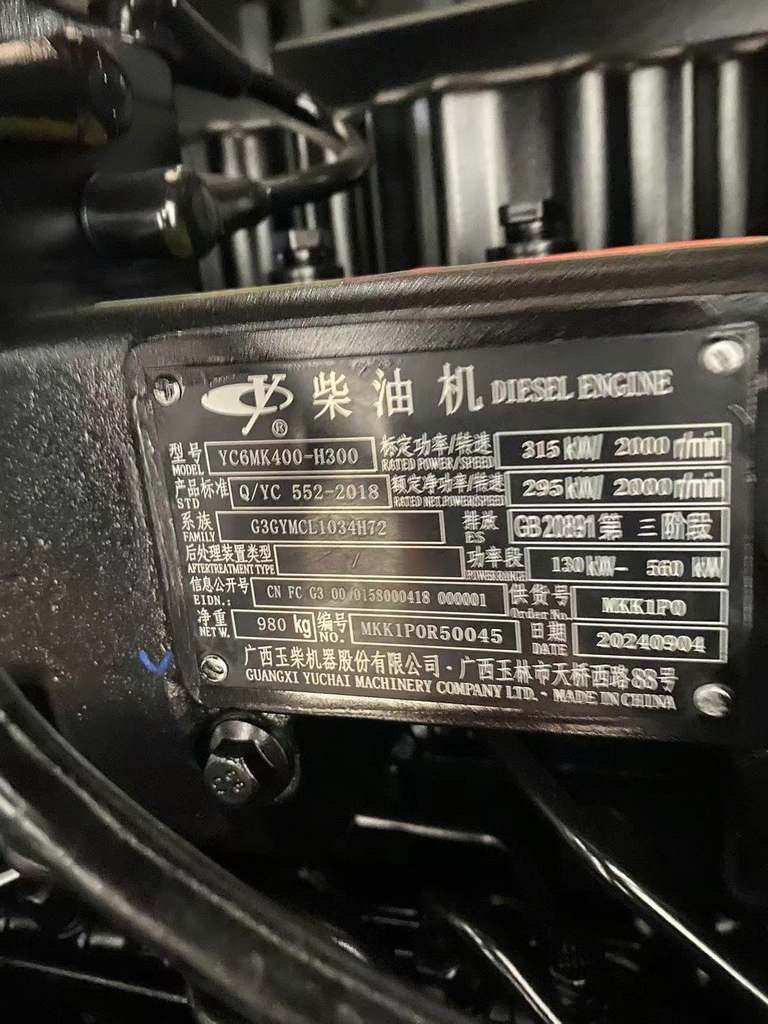 YC ® 柴油机 DIESEL ENGINE
型号 MODEL YC6MK400-H300 标定功率/转速 RATED POWER/SPEED 315 kW/ 2000 r/min
产品标准 STD Q/YC 552-2018 额定净功率/转速 RATED NET.POWER/SPEED 295 kW/ 2000 r/min
系族 FAMILY G3GYMCL1034H72 排放 ES GB20891第 三阶段
后处理装置类型 AFTERTREATMENT TYPE / 功率段 130 kW- 560 kW
信息公开号 EIDN.: CN FC G3 00 0158000418 000001 供货号 Order No. MKK1P0
净重 NET W. 980 kg 编号 NO. MKK1P0R50045 日期 DATE 20240904
广西玉柴机器股份有限公司·广西玉林市天桥西路88号
GUANGXI YUCHAI MACHINERY COMPANY LTD. · MADE IN CHINA
8.8